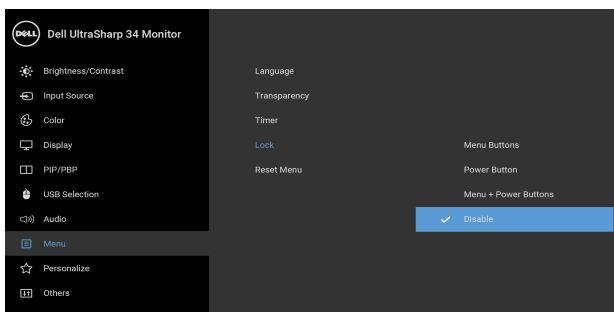 DELL Dell UltraSharp 34 Monitor
Brightness/Contrast
Input Source
Color
Display
PIP/PBP
USB Selection
Audio
Menu
Personalize
Others
Language
Transparency
Timer
Lock
Reset Menu
Menu Buttons
Power Button
Menu + Power Buttons
Disable